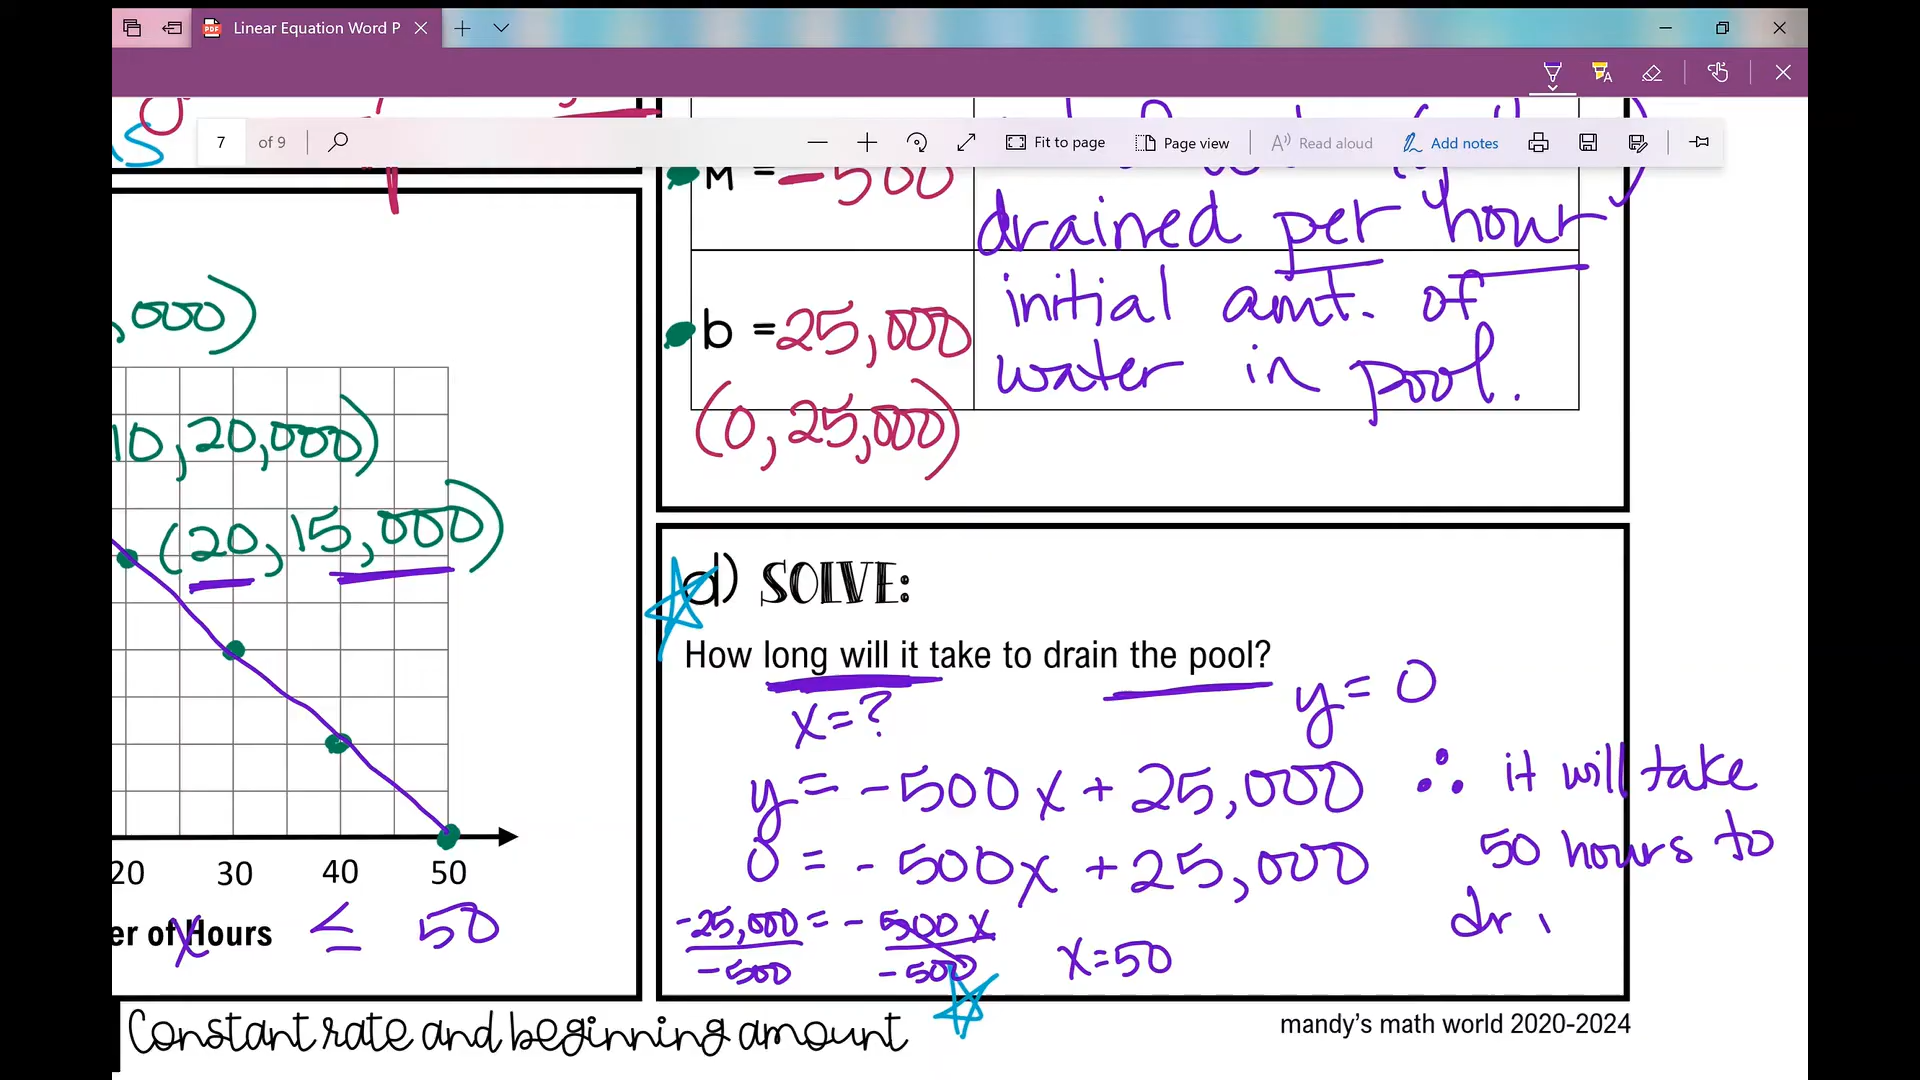 Linear Equation Word P
7 of 9
Fit to page
Page view
Read aloud
Add notes
M = -500
drained per hour
b = 25,000
initial amt. of
water in pool.
(0, 25,000)
,000)
10, 20,000)
(20, 15,000)
20 30 40 50
er of Hours
x ≤ 50
d) SOLVE:
How long will it take to drain the pool?
x = ?
y = 0
y = -500x + 25,000
0 = -500x + 25,000
-25,000 = -500x
-500 -500
x = 50
∴ it will take
50 hours to
dr
Constant rate and beginning amount
mandy's math world 2020-2024